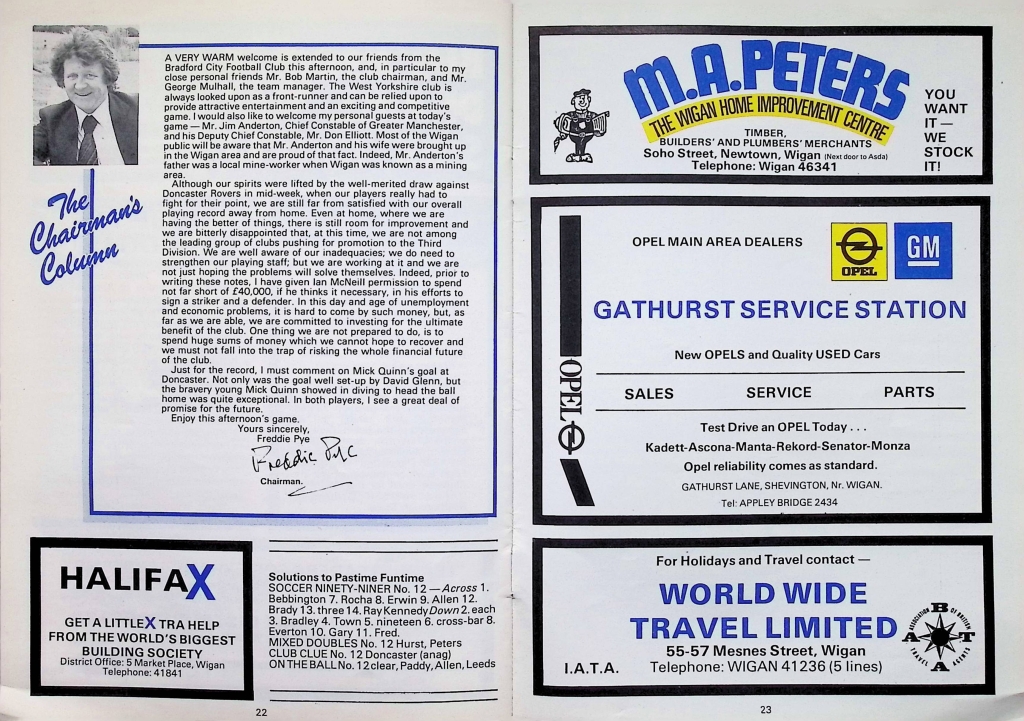 The
Chairman's
Column
A VERY WARM welcome is extended to our friends from the
Bradford City Football Club this afternoon, and, in particular to my
close personal friends Mr. Bob Martin, the club chairman, and Mr.
George Mulhall, the team manager. The West Yorkshire club is
always looked upon as a front-runner and can be relied upon to
provide attractive entertainment and an exciting and competitive
game. I would also like to welcome my personal guests at today's
game — Mr. Jim Anderton, Chief Constable of Greater Manchester,
and his Deputy Chief Constable, Mr. Don Elliott. Most of the Wigan
public will be aware that Mr. Anderton and his wife were brought up
in the Wigan area and are proud of that fact. Indeed, Mr. Anderton's
father was a local mine-worker when Wigan was known as a mining
area.
Although our spirits were lifted by the well-merited draw against
Doncaster Rovers in mid-week, when our players really had to
fight for their point, we are still far from satisfied with our overall
playing record away from home. Even at home, where we are
having the better of things, there is still room for improvement and
we are bitterly disappointed that, at this time, we are not among
the leading group of clubs pushing for promotion to the Third
Division. We are well aware of our inadequacies; we do need to
strengthen our playing staff; but we are working at it and we are
not just hoping the problems will solve themselves. Indeed, prior to
writing these notes, I have given Ian McNeill permission to spend
not far short of £40,000, if he thinks it necessary, in his efforts to
sign a striker and a defender. In this day and age of unemployment
and economic problems, it is hard to come by such money, but, as
far as we are able, we are committed to investing for the ultimate
benefit of the club. One thing we are not prepared to do, is to
spend huge sums of money which we cannot hope to recover and
we must not fall into the trap of risking the whole financial future
of the club.
Just for the record, I must comment on Mick Quinn's goal at
Doncaster. Not only was the goal well set-up by David Glenn, but
the bravery young Mick Quinn showed in diving to head the ball
home was quite exceptional. In both players, I see a great deal of
promise for the future.
Enjoy this afternoon's game.
Yours sincerely,
Freddie Pye
Freddie Pye
Chairman.
HALIFAX
GET A LITTLE X TRA HELP
FROM THE WORLD'S BIGGEST
BUILDING SOCIETY
District Office: 5 Market Place, Wigan
Telephone: 41841
Solutions to Pastime Funtime
SOCCER NINETY-NINER No. 12 — Across 1.
Bebbington 7. Rocha 8. Erwin 9. Allen 12.
Brady 13. three 14. Ray Kennedy Down 2. each
3. Bradley 4. Town 5. nineteen 6. cross-bar 8.
Everton 10. Gary 11. Fred.
MIXED DOUBLES No. 12 Hurst, Peters
CLUB CLUE No. 12 Doncaster (anag)
ON THE BALL No. 12 clear, Paddy, Allen, Leeds
22
M.A.PETERS
THE WIGAN HOME IMPROVEMENT CENTRE
TIMBER,
BUILDERS' AND PLUMBERS' MERCHANTS
Soho Street, Newtown, Wigan (Next door to Asda)
Telephone: Wigan 46341
YOU
WANT
IT —
WE
STOCK
IT!
OPEL MAIN AREA DEALERS
OPEL
GM
GATHURST SERVICE STATION
New OPELS and Quality USED Cars
SALES SERVICE PARTS
OPEL
Test Drive an OPEL Today . . .
Kadett-Ascona-Manta-Rekord-Senator-Monza
Opel reliability comes as standard.
GATHURST LANE, SHEVINGTON, Nr. WIGAN.
Tel: APPLEY BRIDGE 2434
For Holidays and Travel contact —
WORLD WIDE
TRAVEL LIMITED
55-57 Mesnes Street, Wigan
I.A.T.A. Telephone: WIGAN 41236 (5 lines)
ABTA
ASSOCIATION OF BRITISH TRAVEL AGENTS
23